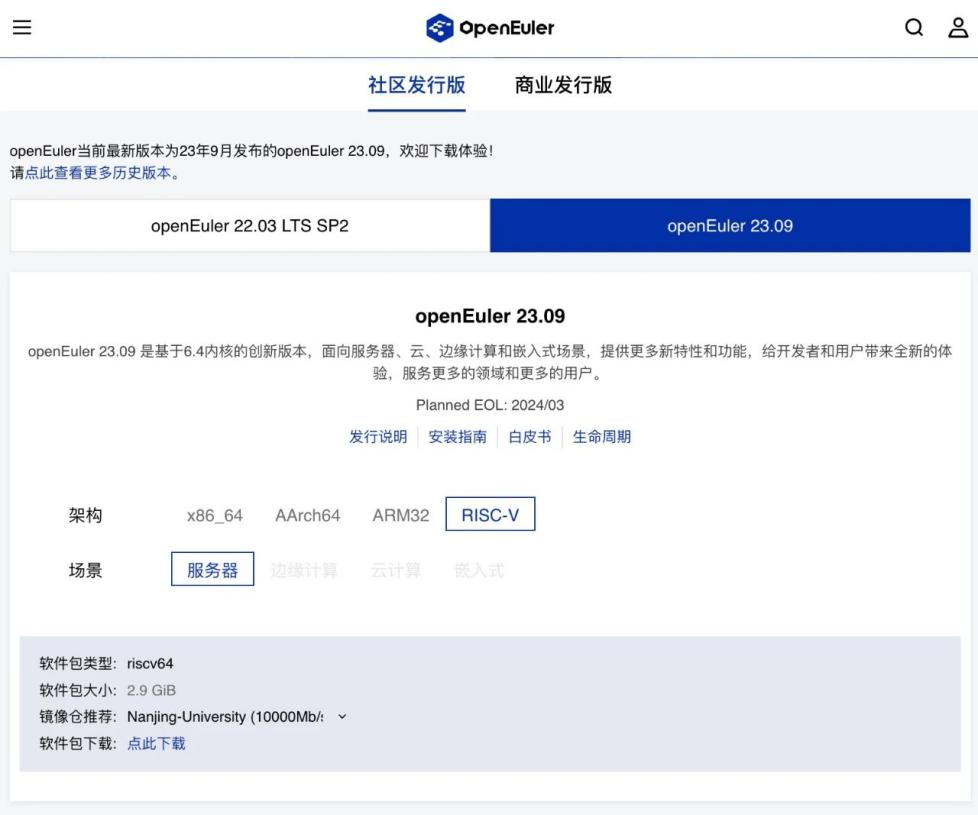 OpenEuler
社区发行版 商业发行版
openEuler当前最新版本为23年9月发布的openEuler 23.09，欢迎下载体验！
请点此查看更多历史版本。
openEuler 22.03 LTS SP2 openEuler 23.09
openEuler 23.09
openEuler 23.09 是基于6.4内核的创新版本，面向服务器、云、边缘计算和嵌入式场景，提供更多新特性和功能，给开发者和用户带来全新的体
验，服务更多的领域和更多的用户。
Planned EOL: 2024/03
发行说明 安装指南 白皮书 生命周期
架构 x86_64 AArch64 ARM32 RISC-V
场景 服务器 边缘计算 云计算 嵌入式
软件包类型: riscv64
软件包大小: 2.9 GiB
镜像仓推荐: Nanjing-University (10000Mb/
软件包下载: 点此下载